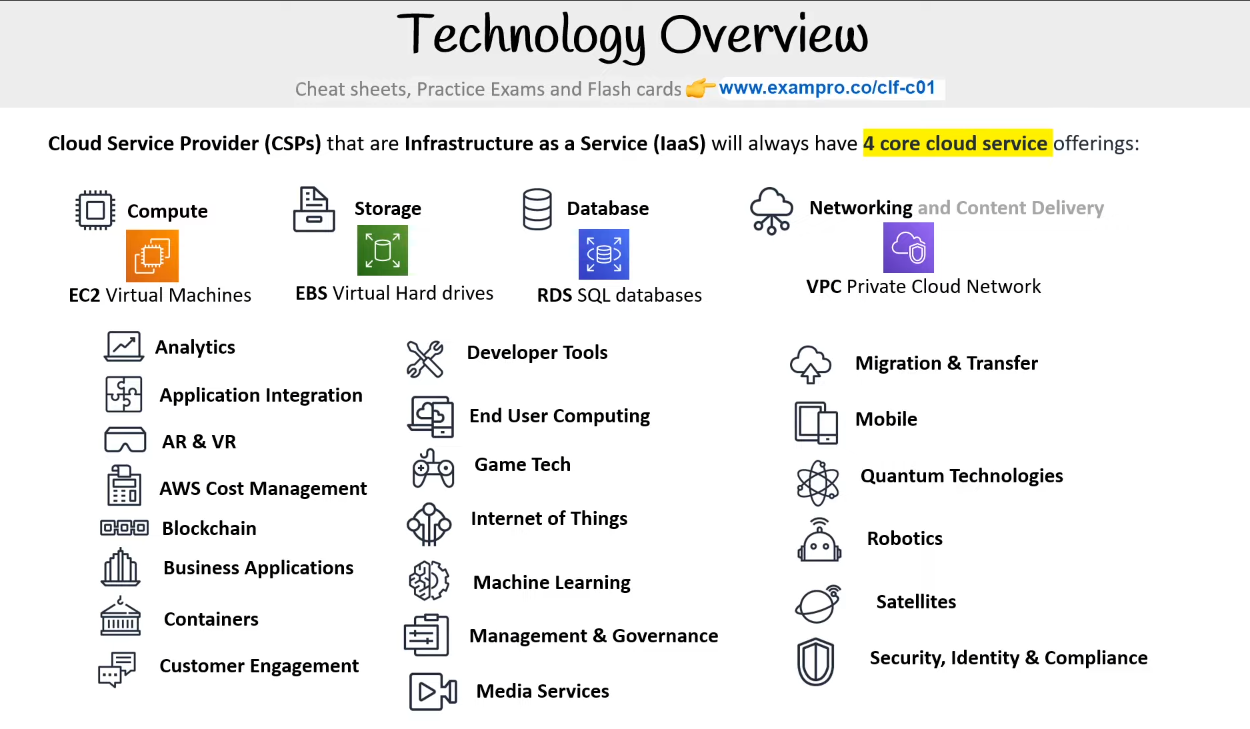 Technology Overview
Cheat sheets, Practice Exams and Flash cards 👉 www.exampro.co/clf-c01
Cloud Service Provider (CSPs) that are Infrastructure as a Service (IaaS) will always have 4 core cloud service offerings:
Compute
EC2 Virtual Machines
Storage
EBS Virtual Hard drives
Database
RDS SQL databases
Networking and Content Delivery
VPC Private Cloud Network
Analytics
Application Integration
AR & VR
AWS Cost Management
Blockchain
Business Applications
Containers
Customer Engagement
Developer Tools
End User Computing
Game Tech
Internet of Things
Machine Learning
Management & Governance
Media Services
Migration & Transfer
Mobile
Quantum Technologies
Robotics
Satellites
Security, Identity & Compliance